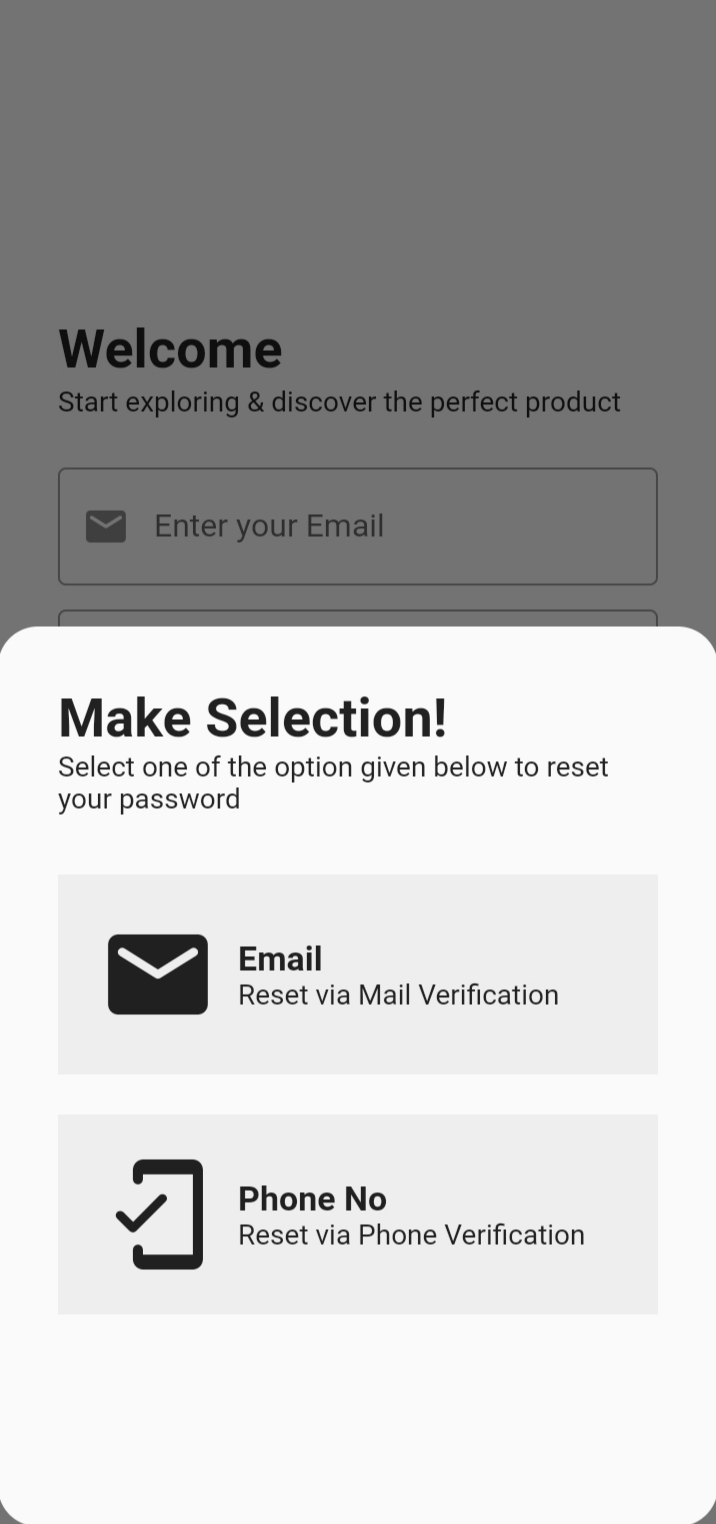 Welcome
Start exploring & discover the perfect product
Enter your Email
Make Selection!
Select one of the option given below to reset
your password
Email
Reset via Mail Verification
Phone No
Reset via Phone Verification